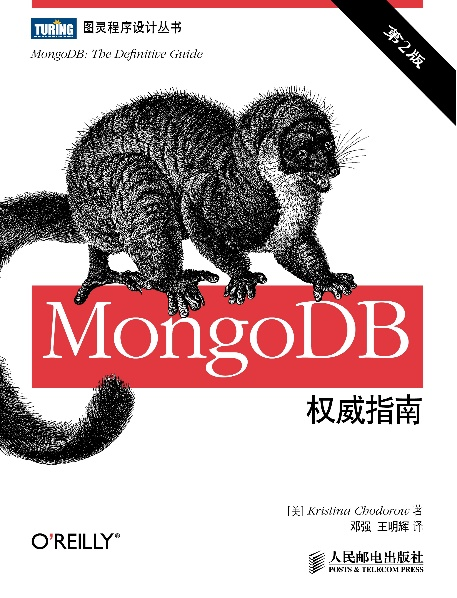 TURING 图灵程序设计丛书
MongoDB: The Definitive Guide
第2版
MongoDB
权威指南
[美] Kristina Chodorow 著
邓强 王明辉 译
O'REILLY®
人民邮电出版社
POSTS & TELECOM PRESS